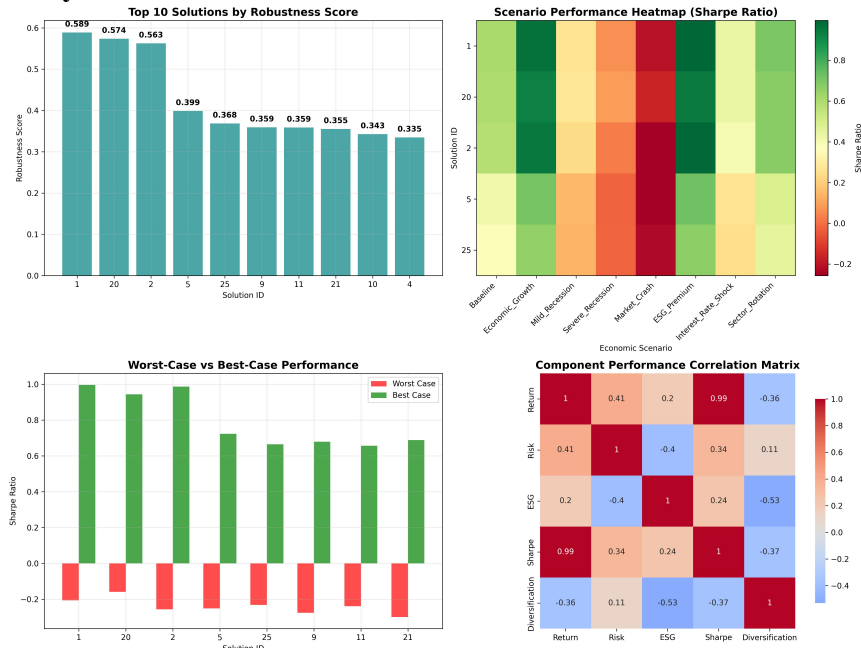 Top 10 Solutions by Robustness Score
0.589
0.574
0.563
0.399
0.368
0.359
0.359
0.355
0.343
0.335
0.6
0.5
0.4
0.3
0.2
0.1
0.0
Robustness Score
1 20 2 5 25 9 11 21 10 4
Solution ID
Scenario Performance Heatmap (Sharpe Ratio)
1
20
2
5
25
Solution ID
Baseline
Economic_Growth
Mild_Recession
Severe_Recession
Market_Crash
ESG_Premium
Interest_Rate_Shock
Sector_Rotation
Economic Scenario
0.8
0.6
0.4
0.2
0.0
−0.2
Sharpe Ratio
Worst-Case vs Best-Case Performance
Worst Case
Best Case
1.0
0.8
0.6
0.4
0.2
0.0
−0.2
Sharpe Ratio
1 20 2 5 25 9 11 21
Solution ID
Component Performance Correlation Matrix
Return 1 0.41 0.2 0.99 -0.36
Risk 0.41 1 -0.4 0.34 0.11
ESG 0.2 -0.4 1 0.24 -0.53
Sharpe 0.99 0.34 0.24 1 -0.37
Diversification -0.36 0.11 -0.53 -0.37 1
Return Risk ESG Sharpe Diversification
1.0
0.8
0.6
0.4
0.2
0.0
−0.2
−0.4